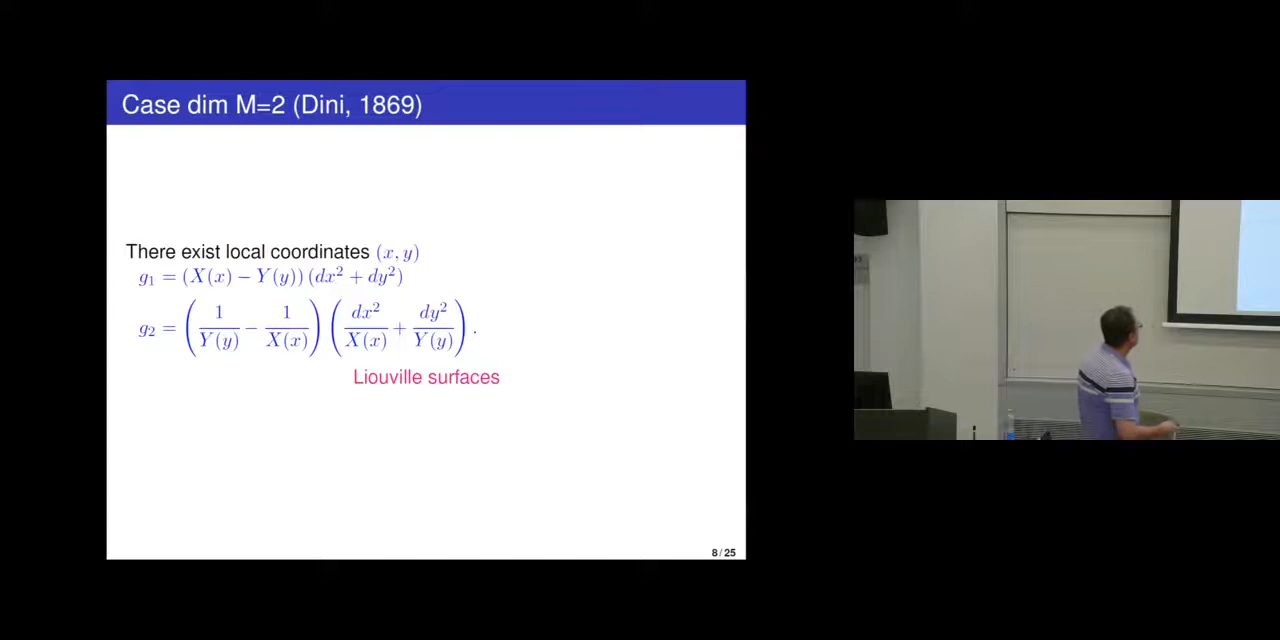 Case dim M=2 (Dini, 1869)
There exist local coordinates (x, y)
g₁ = (X(x) − Y(y)) (dx² + dy²)
g₂ = (1/Y(y) − 1/X(x)) (dx²/X(x) + dy²/Y(y)).
Liouville surfaces
8 / 25